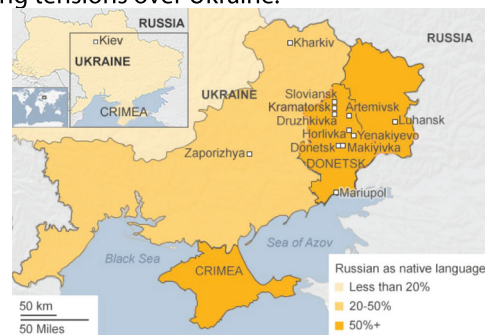 ng tensions over Ukraine.
RUSSIA
Kiev
UKRAINE
CRIMEA
Kharkiv
RUSSIA
UKRAINE
Sloviansk
Kramatorsk
Artemivsk
Druzhkivka
Luhansk
Horlivka
Yenakiyevo
Donetsk
Makiyivka
Zaporizhya
DONETSK
Mariupol
Sea of Azov
Black Sea
CRIMEA
Russian as native language
Less than 20%
20-50%
50%+
50 km
50 Miles